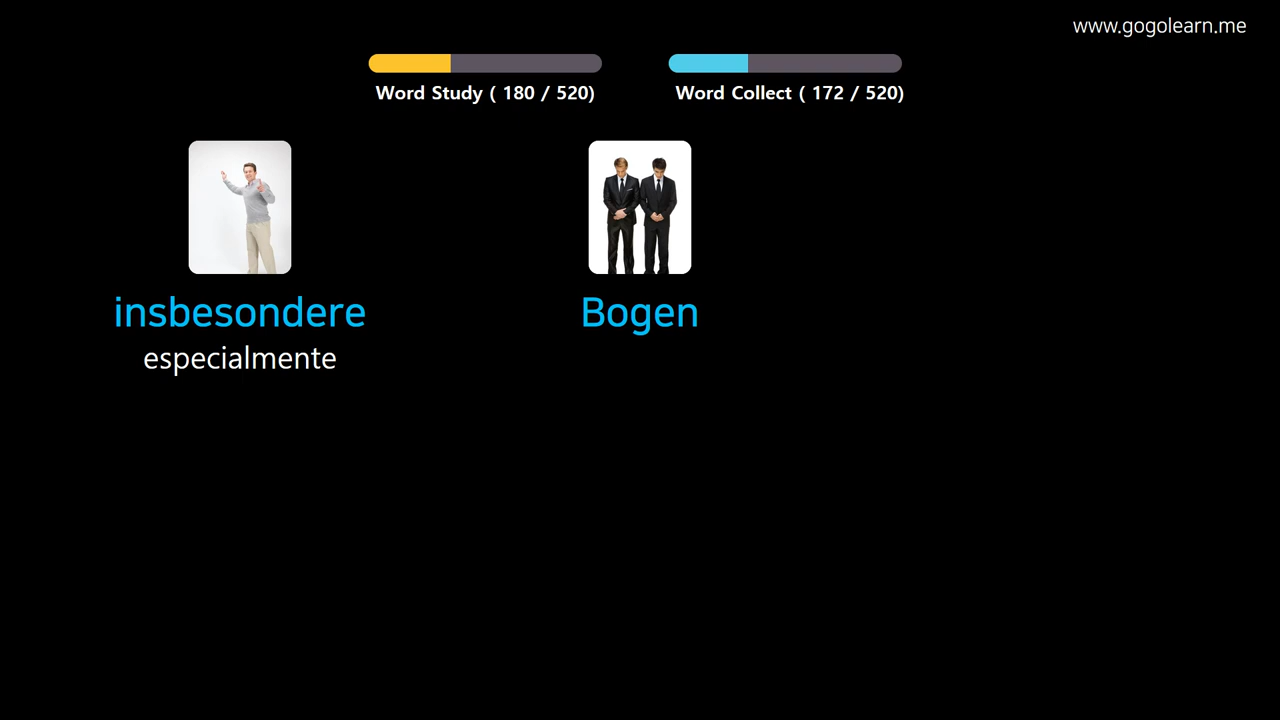 www.gogolearn.me
Word Study ( 180 / 520)
Word Collect ( 172 / 520)
insbesondere
especialmente
Bogen